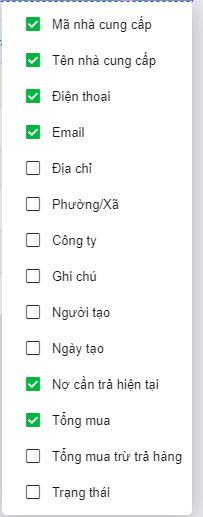 Mã nhà cung cấp
Tên nhà cung cấp
Điện thoại
Email
Địa chỉ
Phường/Xã
Công ty
Ghi chú
Người tạo
Ngày tạo
Nợ cần trả hiện tại
Tổng mua
Tổng mua trừ trả hàng
Trạng thái